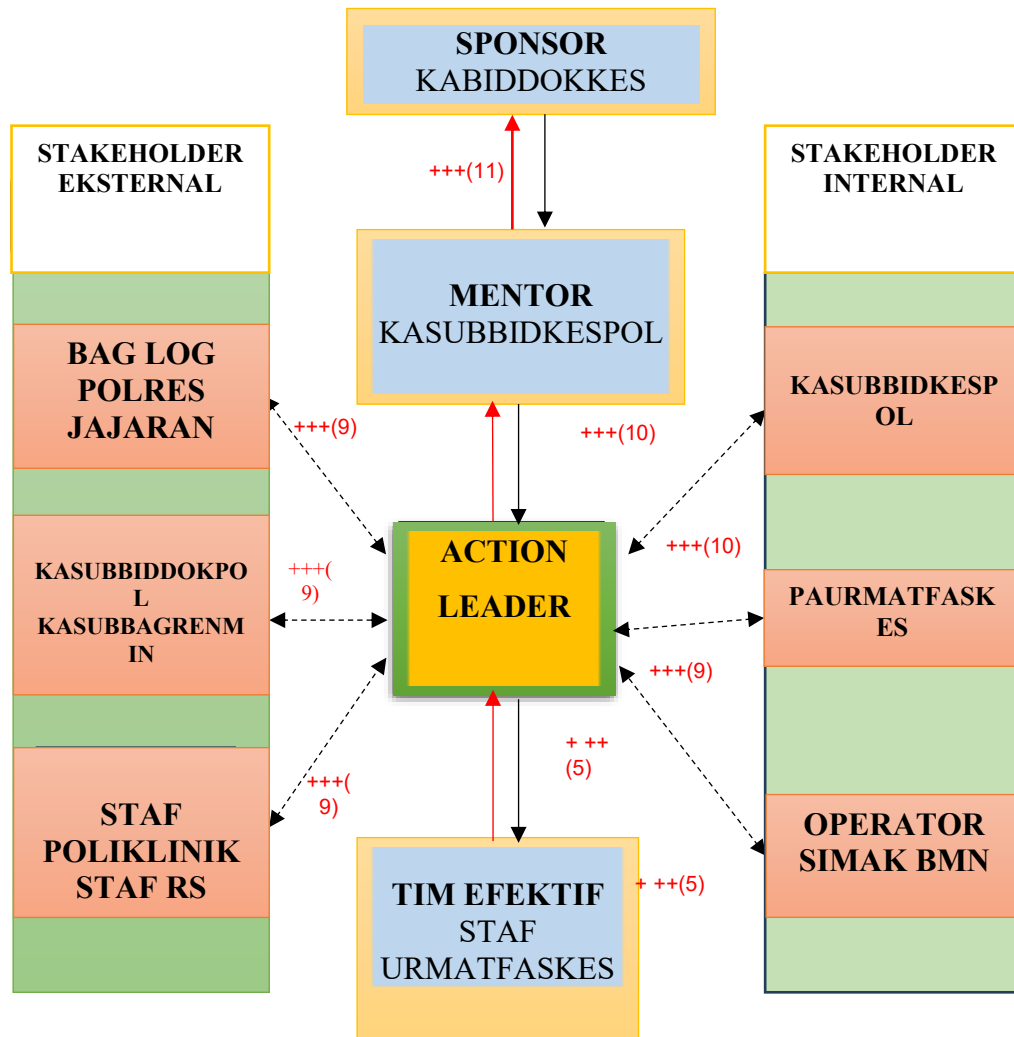 SPONSOR
KABIDDOKKES
STAKEHOLDER
EKSTERNAL
STAKEHOLDER
INTERNAL
+++(11)
MENTOR
KASUBBIDKESPOL
BAG LOG
POLRES
JAJARAN
KASUBBIDKESP
OL
+++(9)
+++(10)
ACTION
LEADER
+++(10)
KASUBBIDDOKPO
L
KASUBBAGRENM
IN
+++(
9)
PAURMATFASK
ES
+++(9)
+ ++
(5)
+++(
9)
STAF
POLIKLINIK
STAF RS
OPERATOR
SIMAK BMN
TIM EFEKTIF
STAF
URMATFASKES
+ ++(5)